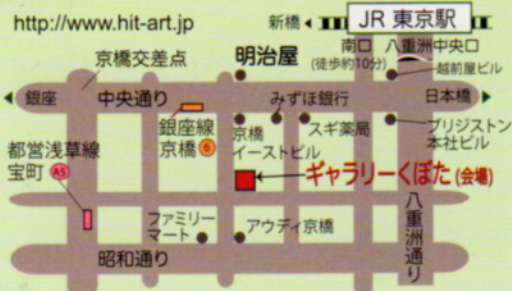 http://www.hit-art.jp
新橋
JR 東京駅
南口
八重洲中央口
(徒歩約10分)
京橋交差点
明治屋
越前屋ビル
銀座
中央通り
みずほ銀行
日本橋
銀座線
京橋 6
京橋
イーストビル
スギ薬局
ブリジストン
本社ビル
都営浅草線
宝町 A5
ギャラリーくぼた (会場)
ファミリー
マート
アウディ京橋
八重洲通り
昭和通り